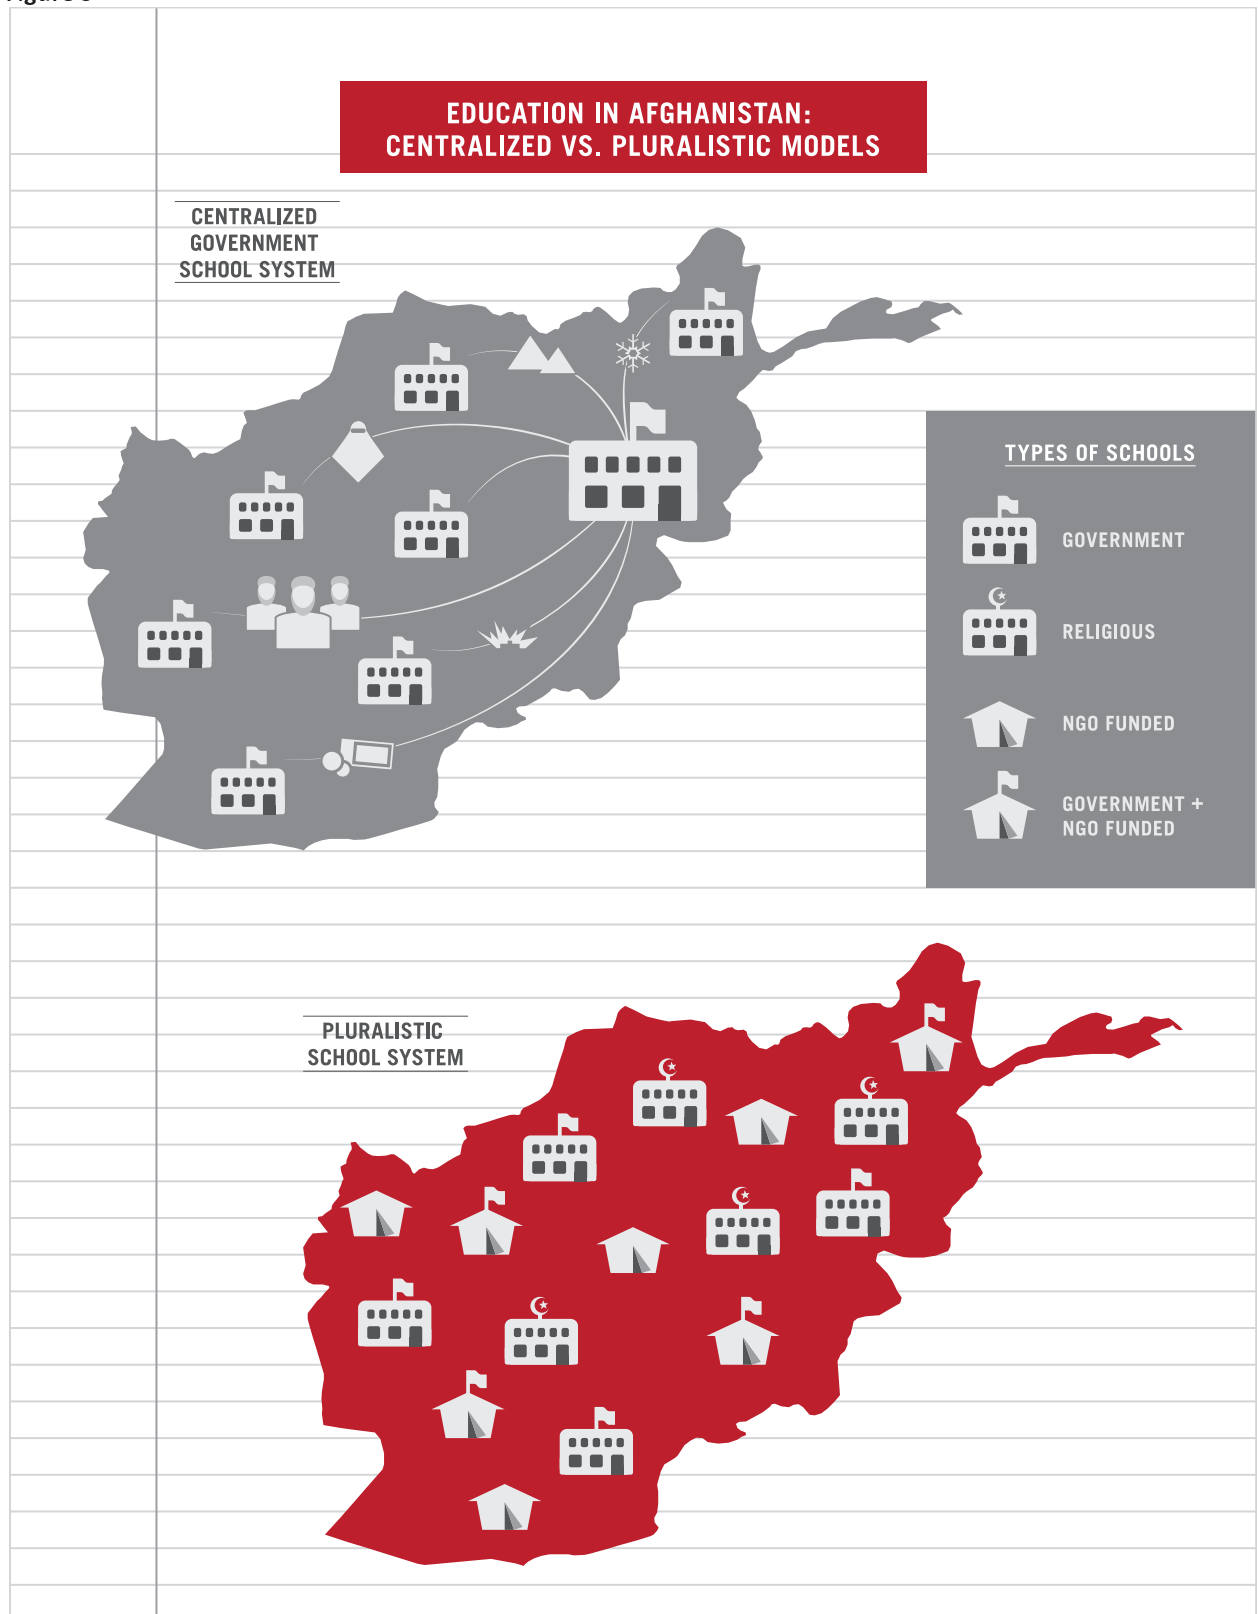 EDUCATION IN AFGHANISTAN:
CENTRALIZED VS. PLURALISTIC MODELS
CENTRALIZED
GOVERNMENT
SCHOOL SYSTEM
TYPES OF SCHOOLS
GOVERNMENT
RELIGIOUS
NGO FUNDED
GOVERNMENT +
NGO FUNDED
PLURALISTIC
SCHOOL SYSTEM